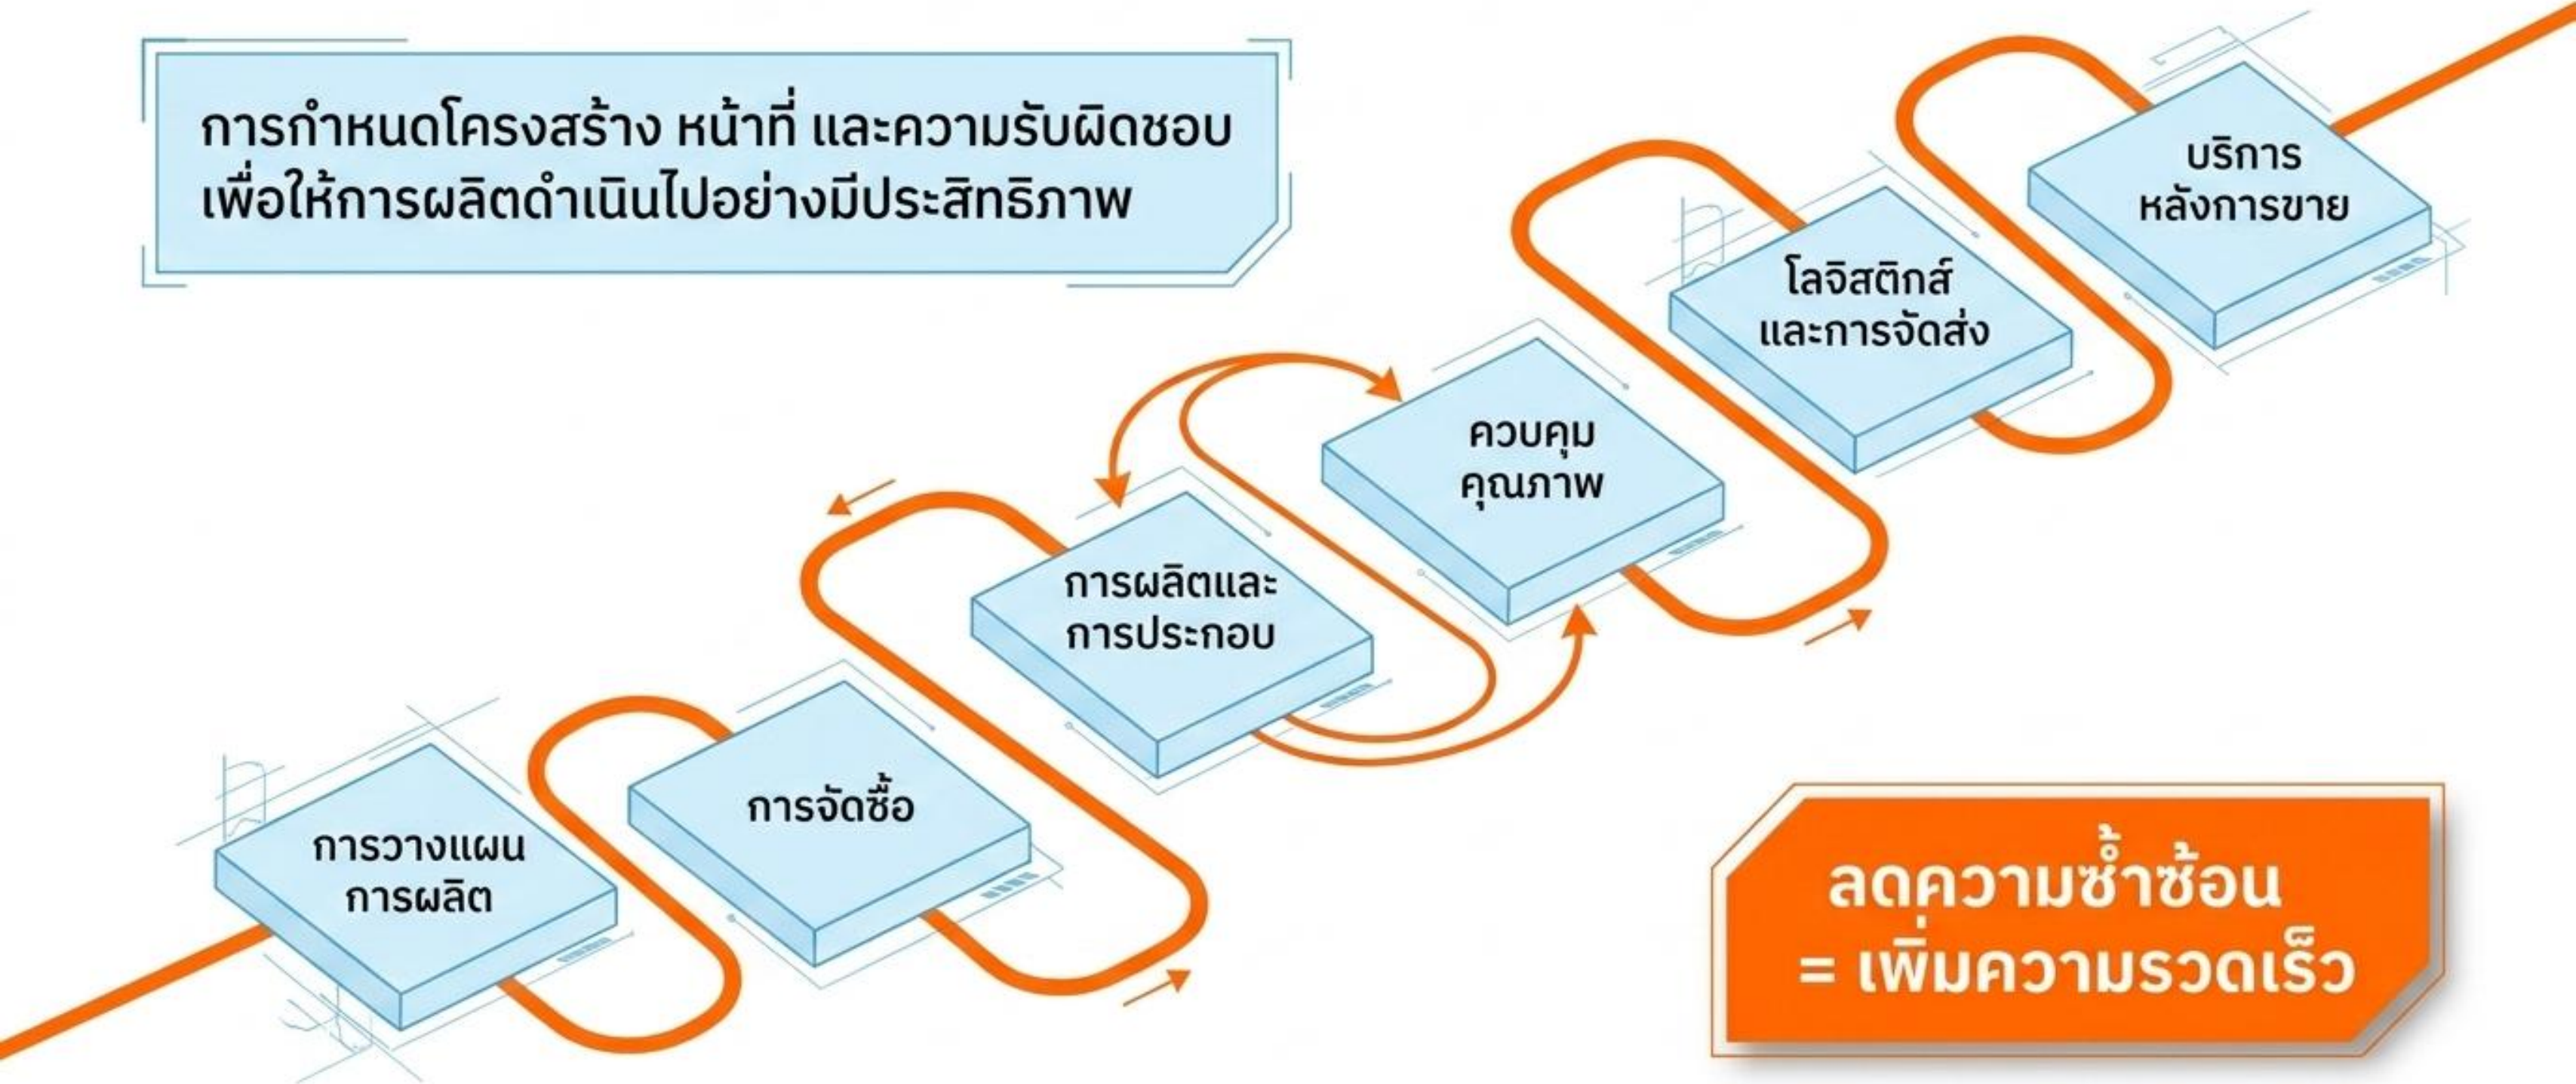 การกำหนดโครงสร้าง หน้าที่ และความรับผิดชอบ
เพื่อให้การผลิตดำเนินไปอย่างมีประสิทธิภาพ
การวางแผน
การผลิต
การจัดซื้อ
การผลิตและ
การประกอบ
ควบคุม
คุณภาพ
โลจิสติกส์
และการจัดส่ง
บริการ
หลังการขาย
ลดความซ้ำซ้อน
= เพิ่มความรวดเร็ว